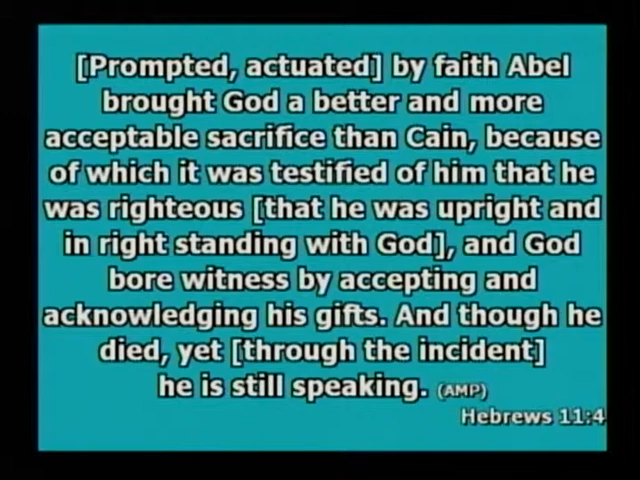 [Prompted, actuated] by faith Abel
brought God a better and more
acceptable sacrifice than Cain, because
of which it was testified of him that he
was righteous [that he was upright and
in right standing with God], and God
bore witness by accepting and
acknowledging his gifts. And though he
died, yet [through the incident]
he is still speaking. (AMP)
Hebrews 11:4